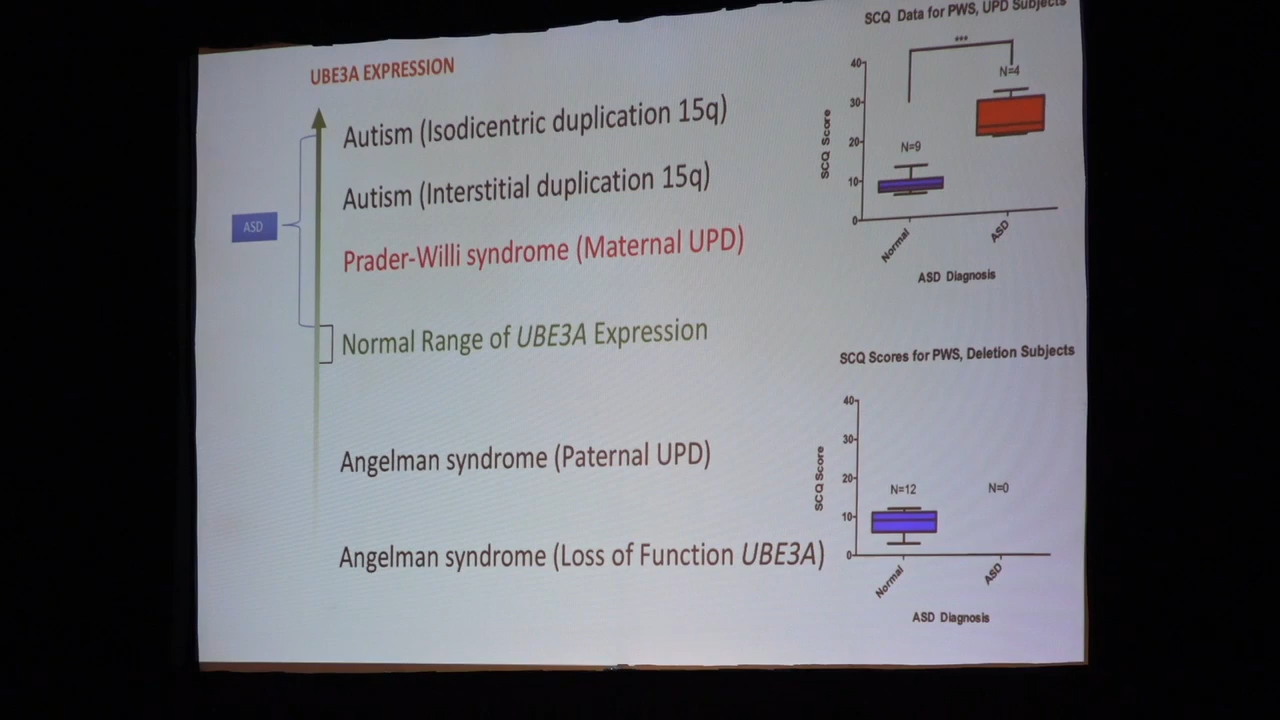 UBE3A EXPRESSION
Autism (Isodicentric duplication 15q)
Autism (Interstitial duplication 15q)
ASD
Prader-Willi syndrome (Maternal UPD)
Normal Range of UBE3A Expression
Angelman syndrome (Paternal UPD)
Angelman syndrome (Loss of Function UBE3A)
SCQ Data for PWS, UPD Subjects
***
N=4
N=9
SCQ Score
40
30
20
10
0
Normal
ASD
ASD Diagnosis
SCQ Scores for PWS, Deletion Subjects
N=12
N=0
SCQ Score
40
30
20
10
0
Normal
ASD
ASD Diagnosis